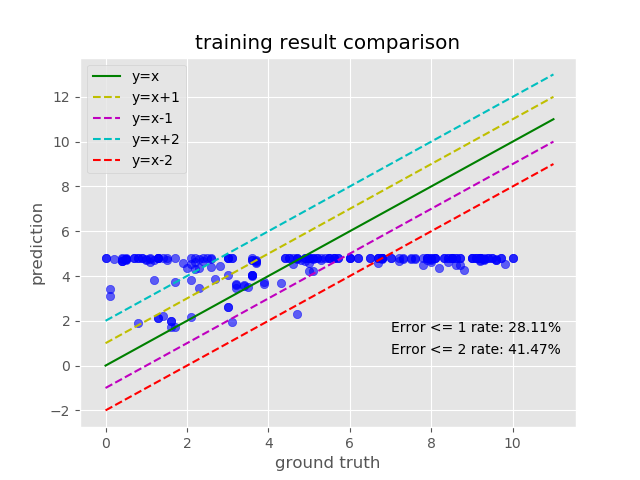 training result comparison
y=x
y=x+1
y=x-1
y=x+2
y=x-2
12
10
8
6
4
2
0
−2
prediction
Error <= 1 rate: 28.11%
Error <= 2 rate: 41.47%
0 2 4 6 8 10
ground truth